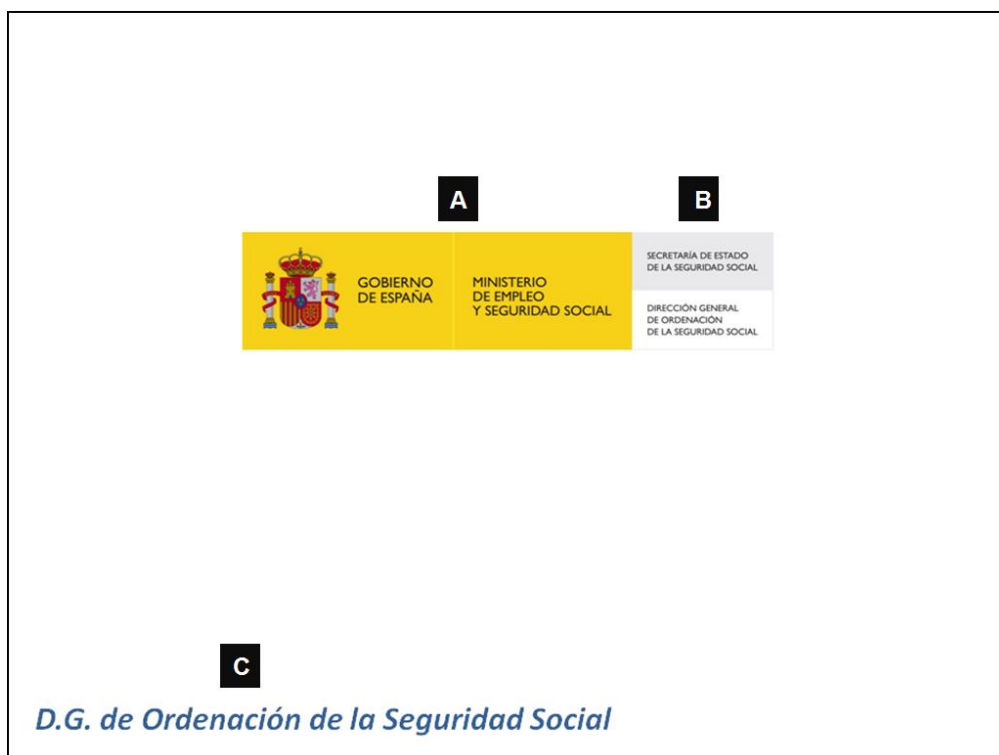 A
B
GOBIERNO
DE ESPAÑA
MINISTERIO
DE EMPLEO
Y SEGURIDAD SOCIAL
SECRETARÍA DE ESTADO
DE LA SEGURIDAD SOCIAL
DIRECCIÓN GENERAL
DE ORDENACIÓN
DE LA SEGURIDAD SOCIAL
C
D.G. de Ordenación de la Seguridad Social